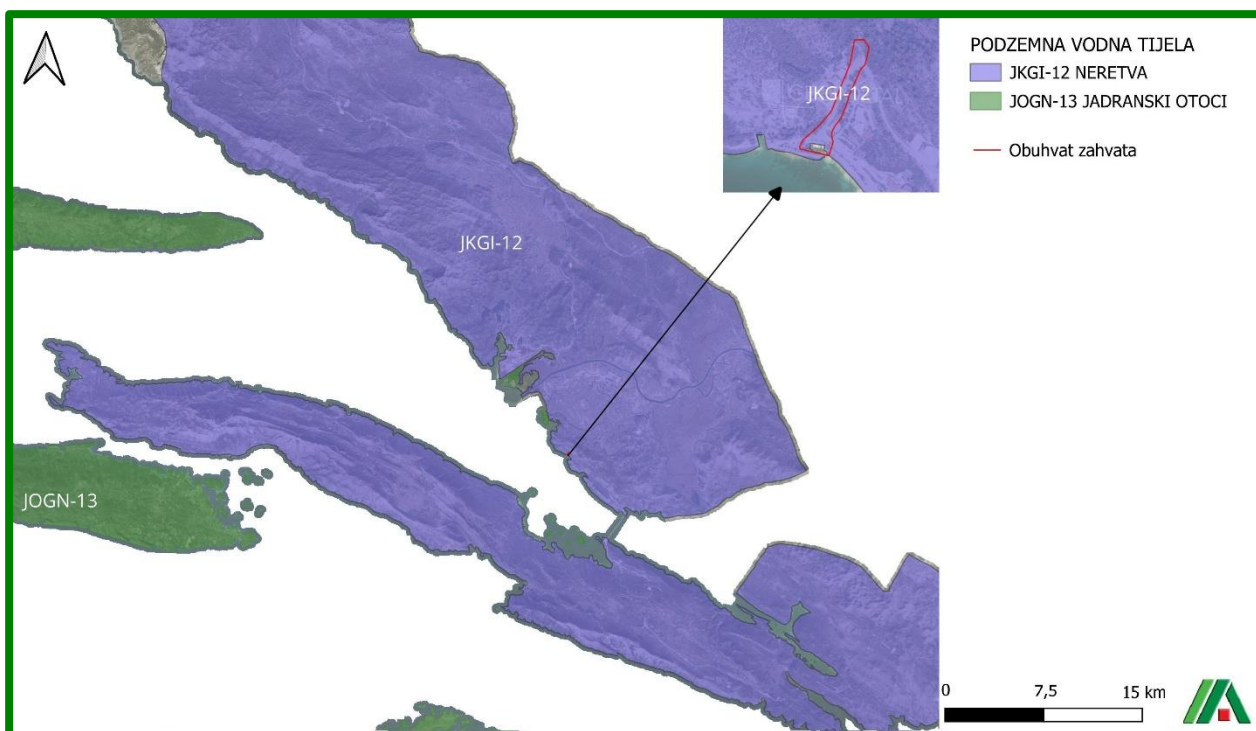 PODZEMNA VODNA TIJELA
JKGI-12 NERETVA
JOGN-13 JADRANSKI OTOCI
Obuhvat zahvata
JKGI-12
JKGI-12
JOGN-13
0 7,5 15 km